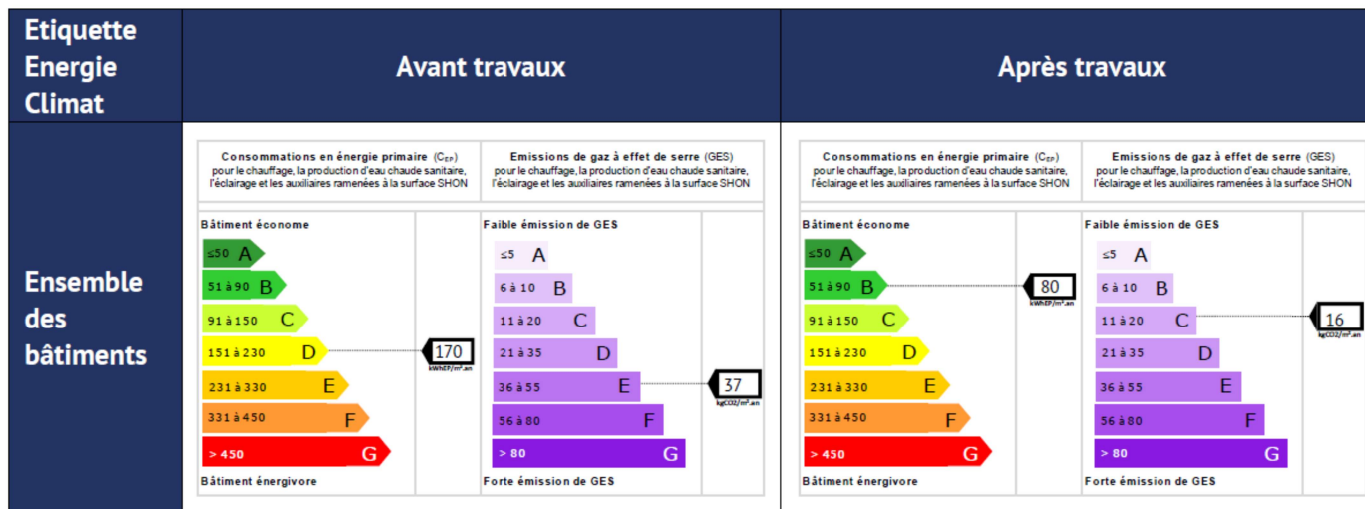 Etiquette
Energie
Climat
Avant travaux
Après travaux
Ensemble
des
bâtiments
Consommations en énergie primaire (CEP)
pour le chauffage, la production d'eau chaude sanitaire,
l'éclairage et les auxiliaires ramenées à la surface SHON
Bâtiment économe
≤50 A
51 à 90 B
91 à 150 C
151 à 230 D
170
kWhEP/m².an
231 à 330 E
331 à 450 F
> 450 G
Bâtiment énergivore
Emissions de gaz à effet de serre (GES)
pour le chauffage, la production d'eau chaude sanitaire,
l'éclairage et les auxiliaires ramenées à la surface SHON
Faible émission de GES
≤5 A
6 à 10 B
11 à 20 C
21 à 35 D
36 à 55 E
37
kgCO2/m².an
56 à 80 F
> 80 G
Forte émission de GES
Consommations en énergie primaire (CEP)
pour le chauffage, la production d'eau chaude sanitaire,
l'éclairage et les auxiliaires ramenées à la surface SHON
Bâtiment économe
≤50 A
51 à 90 B
80
kWhEP/m².an
91 à 150 C
151 à 230 D
231 à 330 E
331 à 450 F
> 450 G
Bâtiment énergivore
Emissions de gaz à effet de serre (GES)
pour le chauffage, la production d'eau chaude sanitaire,
l'éclairage et les auxiliaires ramenées à la surface SHON
Faible émission de GES
≤5 A
6 à 10 B
11 à 20 C
16
kgCO2/m².an
21 à 35 D
36 à 55 E
56 à 80 F
> 80 G
Forte émission de GES